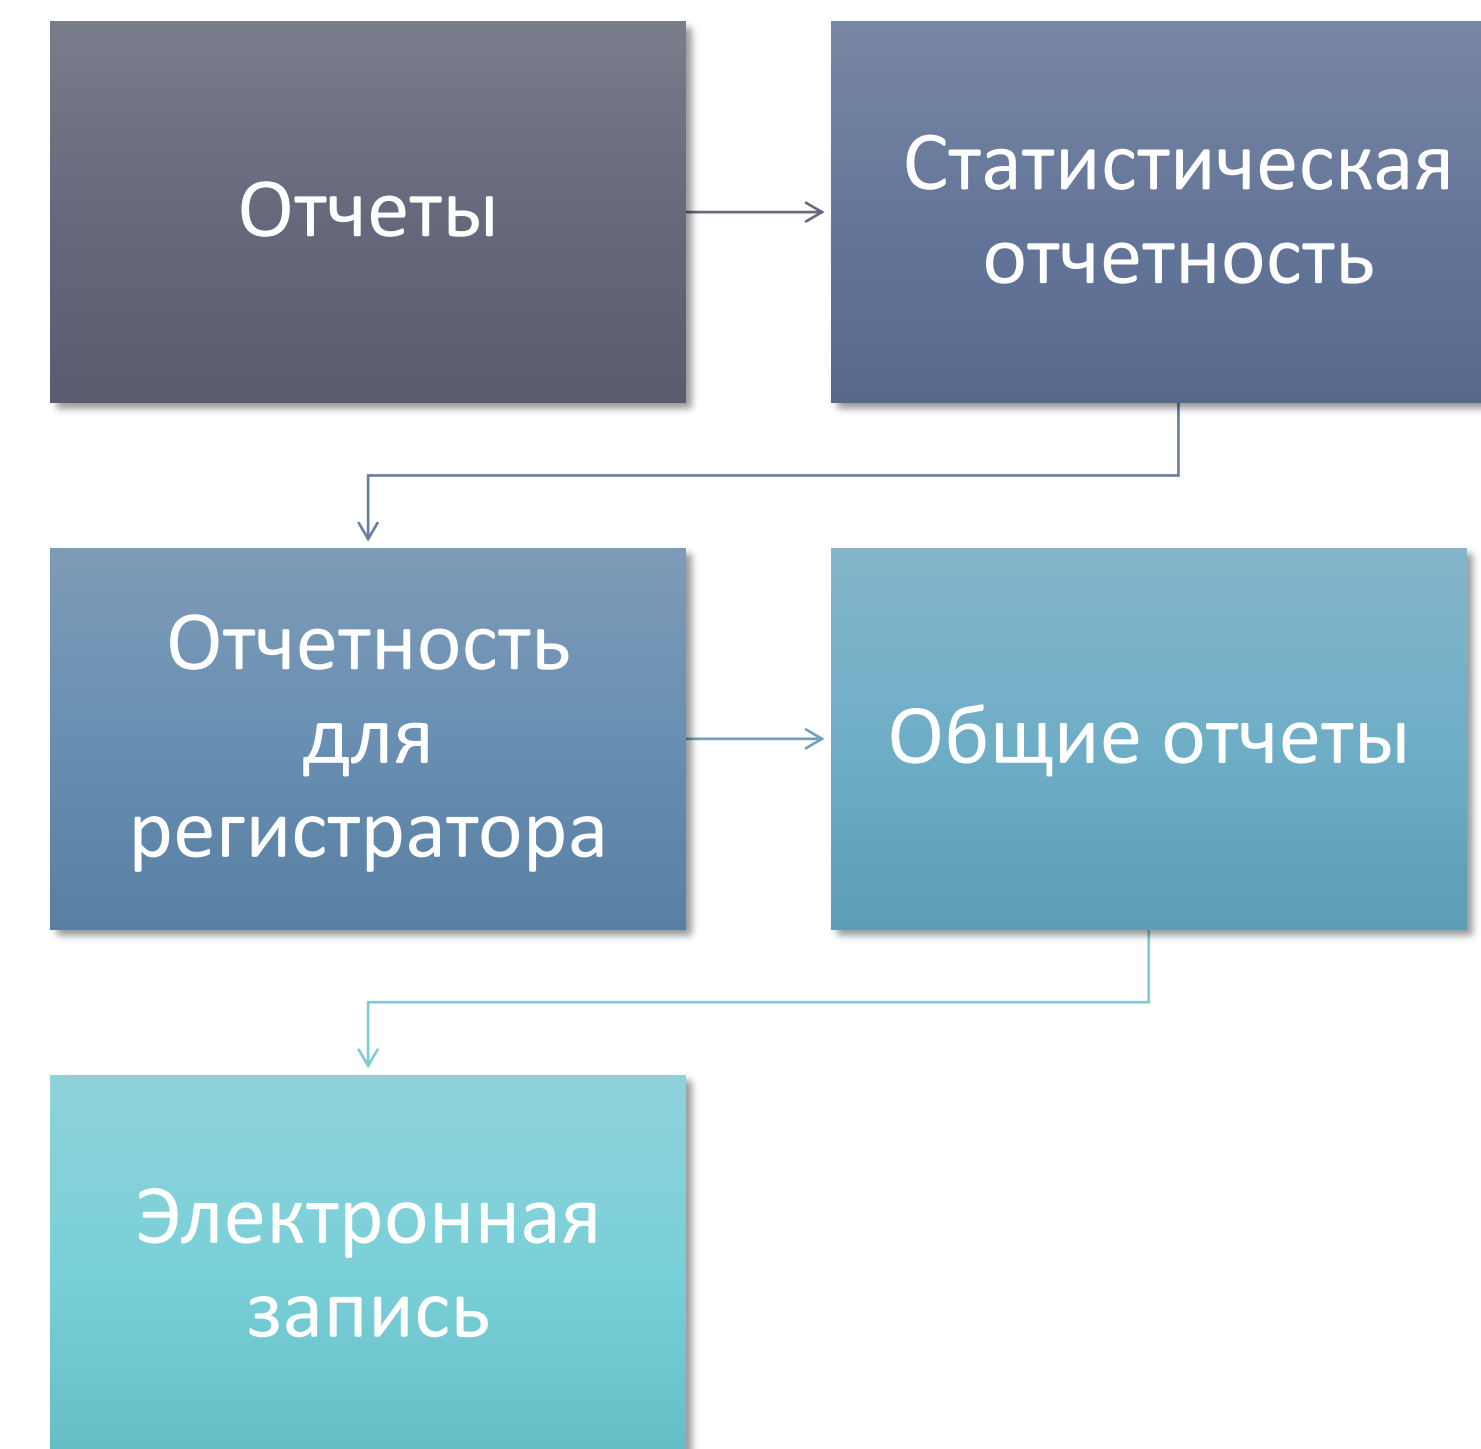 Отчеты
Статистическая
отчетность
Отчетность
для
регистратора
Общие отчеты
Электронная
запись